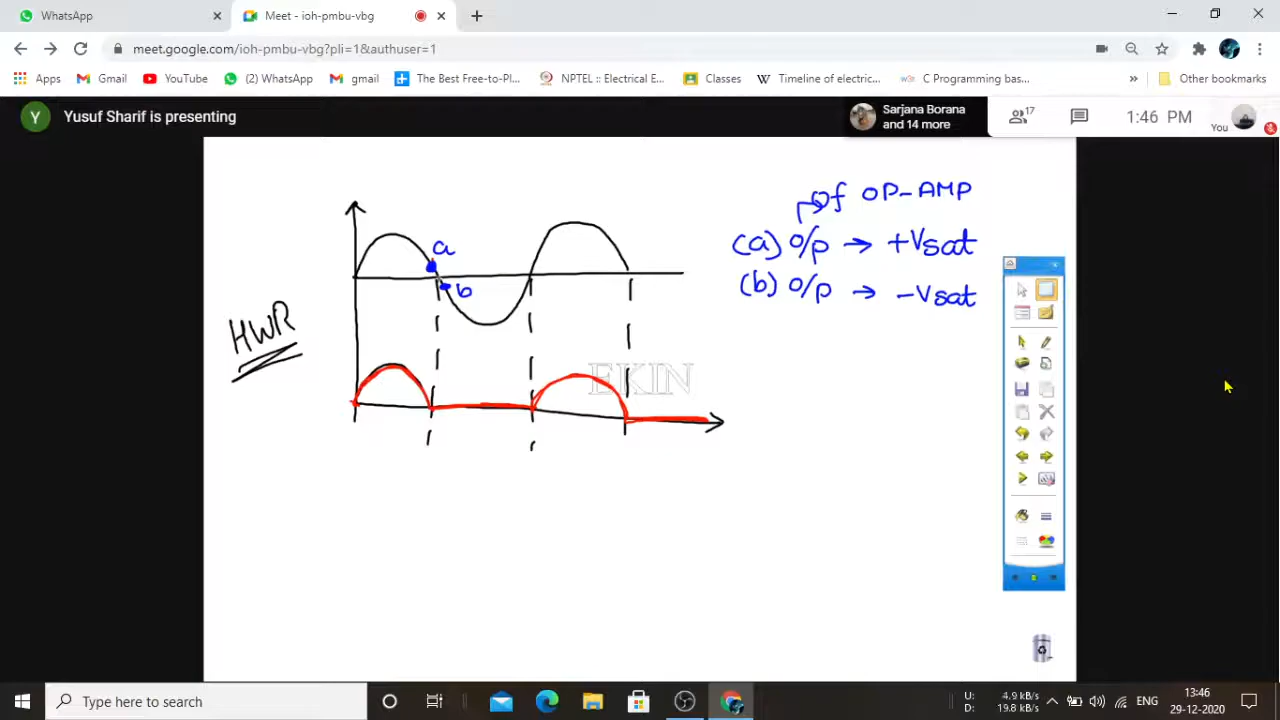 WhatsApp
Meet - ioh-pmbu-vbg
meet.google.com/ioh-pmbu-vbg?pli=1&authuser=1
Apps
Gmail
YouTube
(2) WhatsApp
gmail
The Best Free-to-Pl...
NPTEL :: Electrical E...
Classes
Timeline of electric...
C Programming bas...
»
Other bookmarks
Y
Yusuf Sharif is presenting
Sarjana Borana
and 14 more
17
1:46 PM
You
of OP-AMP
(a) o/p → +Vsat
(b) o/p → -Vsat
a
b
HWR
EKIN
Type here to search
U: 4.9 kB/s
D: 19.8 kB/s
ENG
13:46
29-12-2020